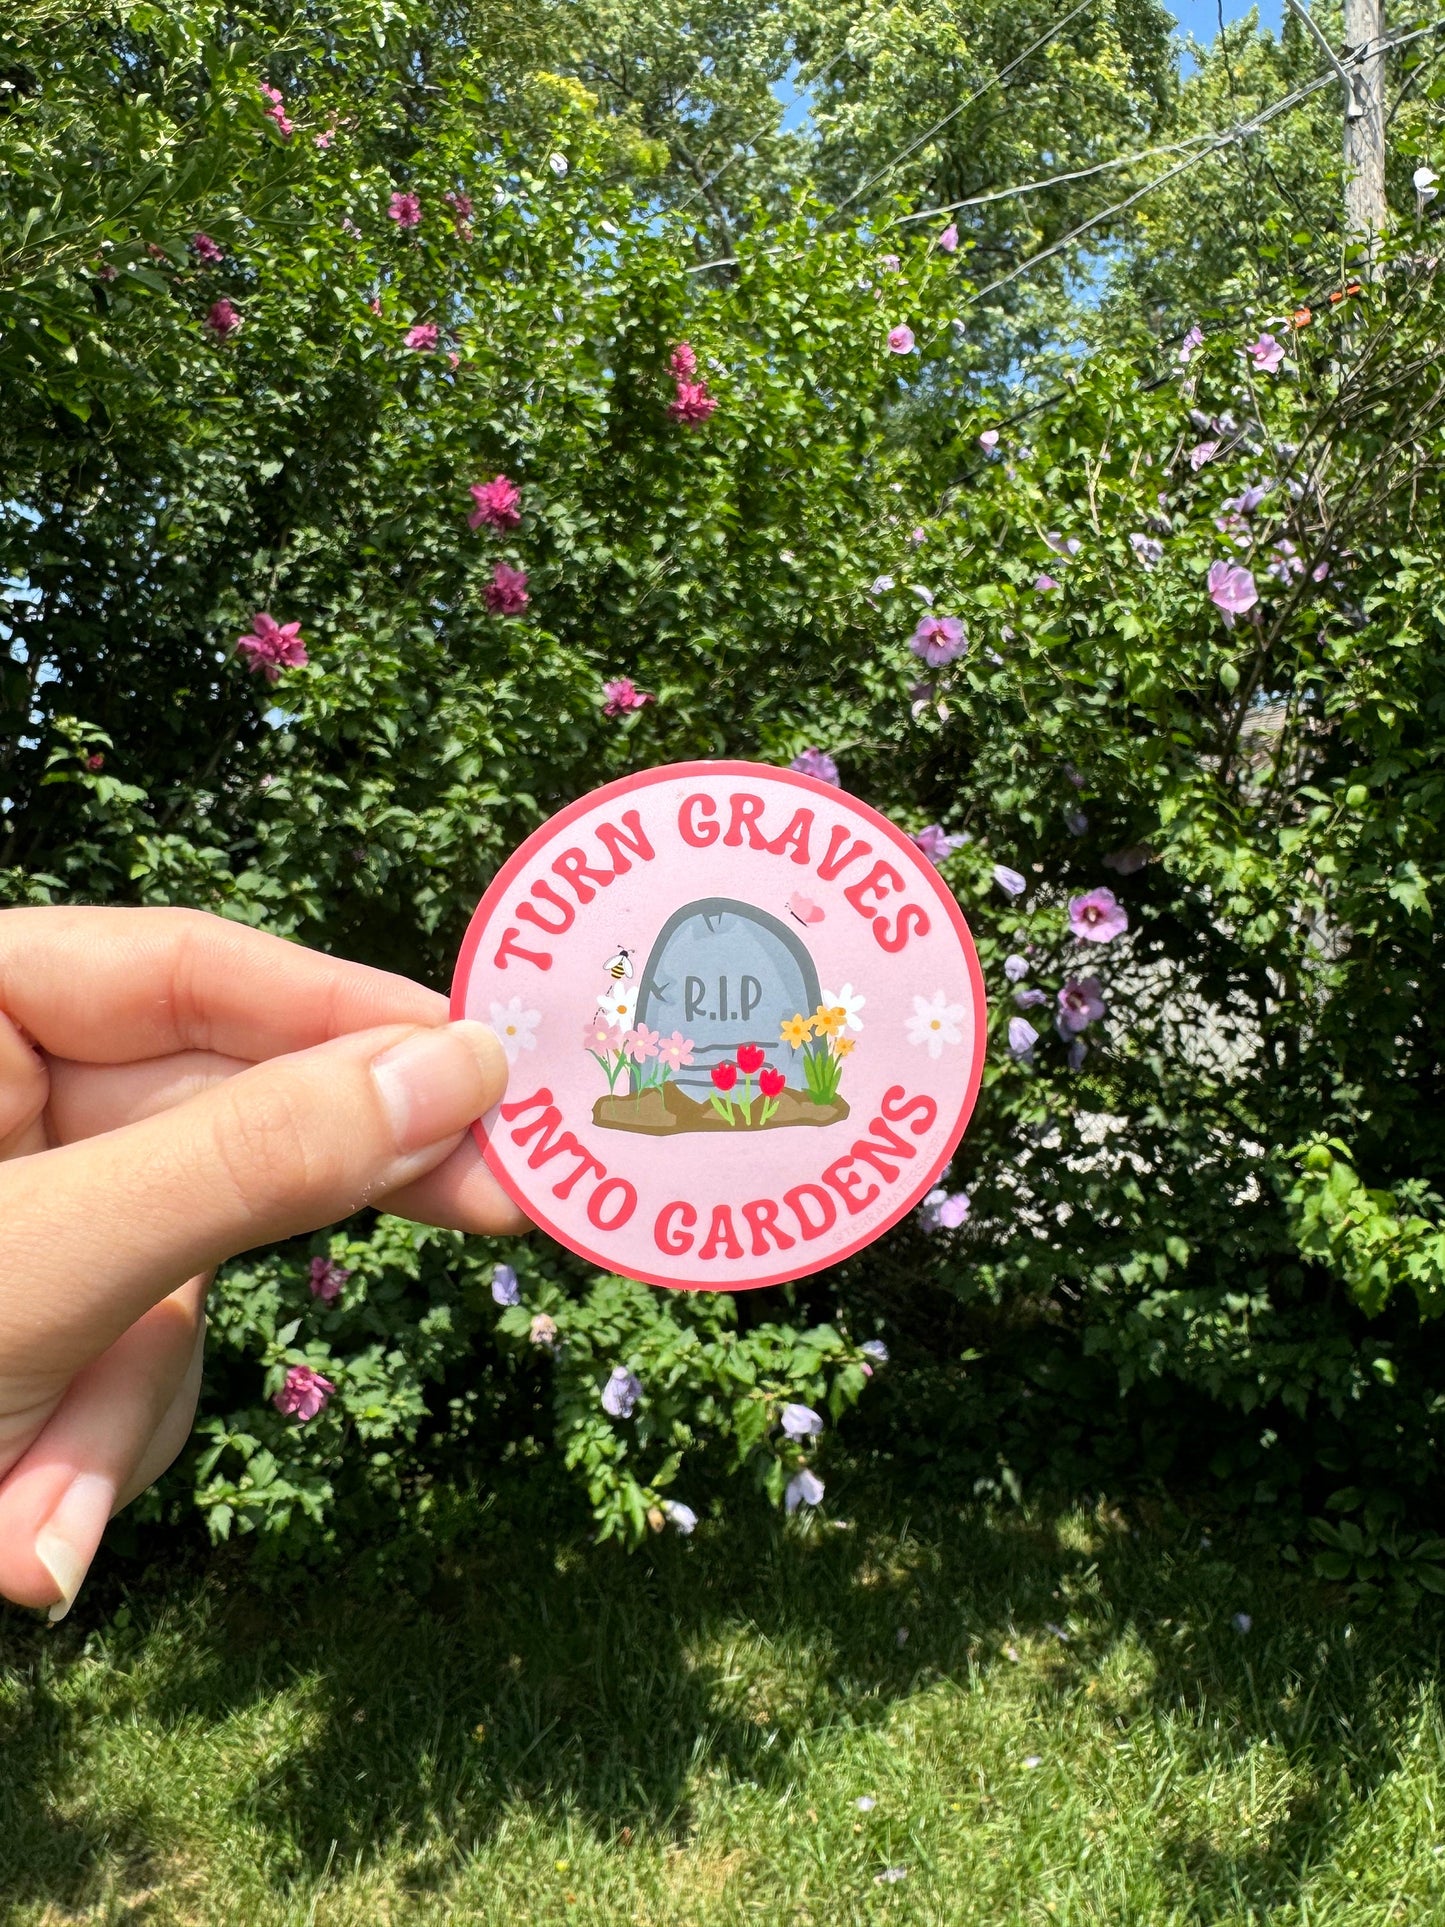 TURN GRAVES
R.I.P
INTO GARDENS